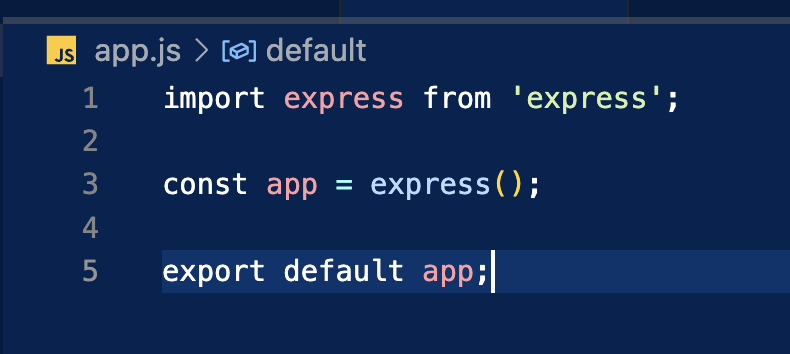 JS app.js > default
1 import express from 'express';
2
3 const app = express();
4
5 export default app;